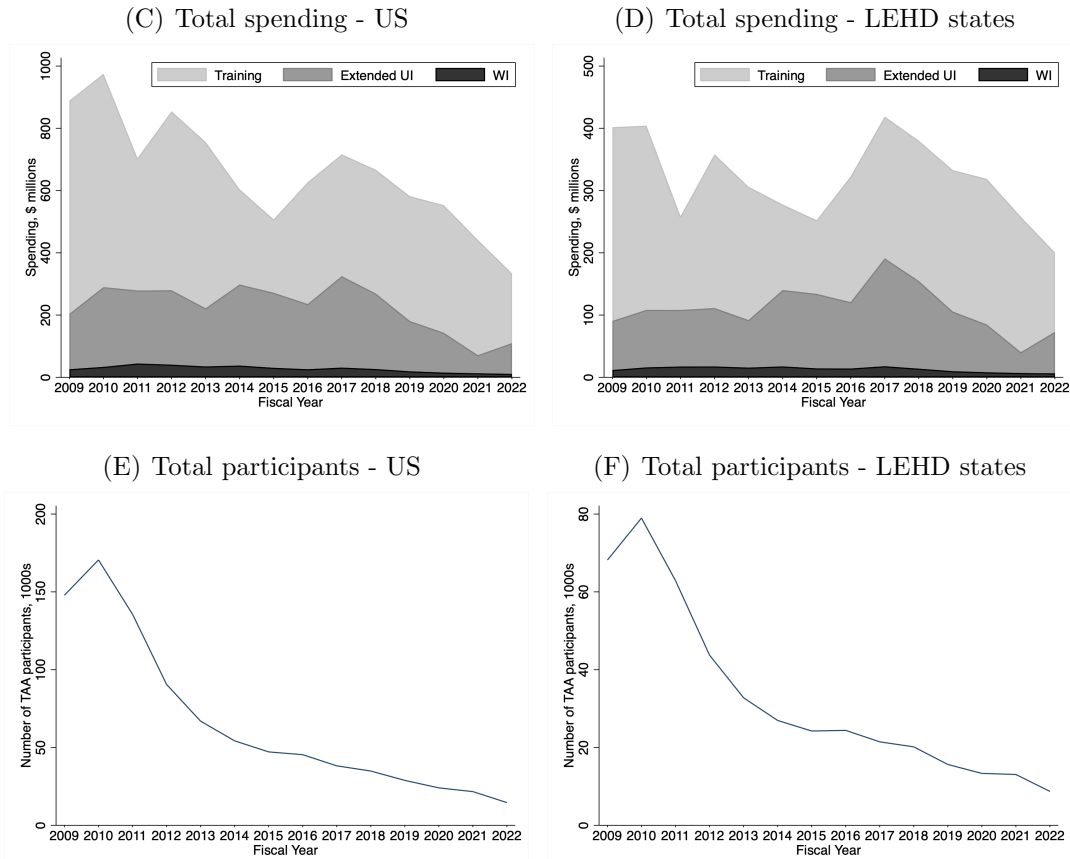 (C) Total spending - US
Spending, $ millions
1000
800
600
400
200
0
Training Extended UI WI
2009 2010 2011 2012 2013 2014 2015 2016 2017 2018 2019 2020 2021 2022
Fiscal Year
(D) Total spending - LEHD states
Spending, $ millions
500
400
300
200
100
0
Training Extended UI WI
2009 2010 2011 2012 2013 2014 2015 2016 2017 2018 2019 2020 2021 2022
Fiscal Year
(E) Total participants - US
Number of TAA participants, 1000s
200
150
100
50
0
2009 2010 2011 2012 2013 2014 2015 2016 2017 2018 2019 2020 2021 2022
Fiscal Year
(F) Total participants - LEHD states
Number of TAA participants, 1000s
80
60
40
20
0
2009 2010 2011 2012 2013 2014 2015 2016 2017 2018 2019 2020 2021 2022
Fiscal Year